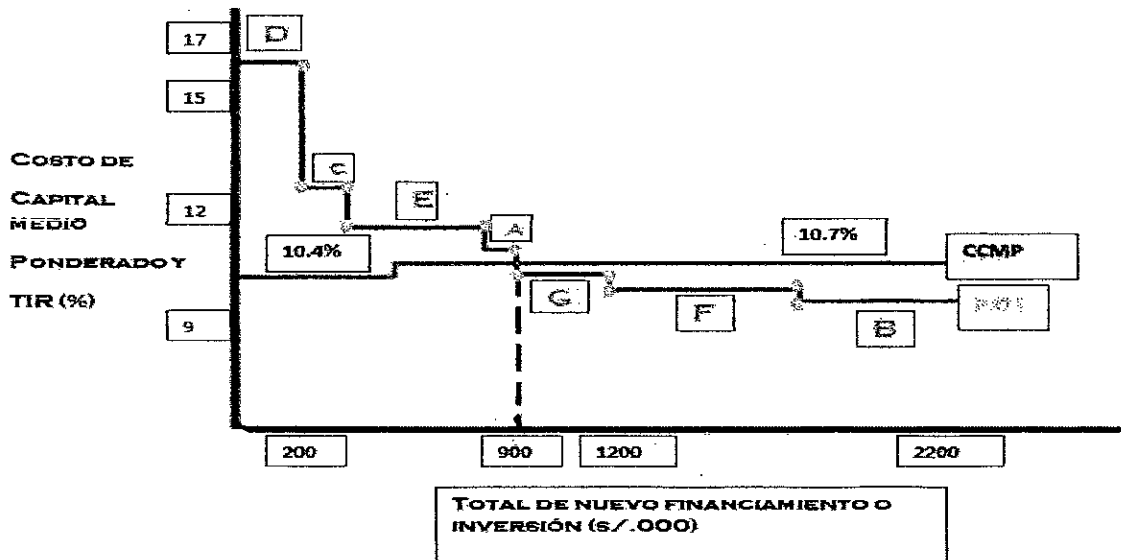 17
D
15
COSTO DE
CAPITAL
MEDIO
PONDERADO Y
TIR (%)
C
E
12
A
10.4%
10.7%
CCMP
G
F
B
9
200
900
1200
2200
TOTAL DE NUEVO FINANCIAMIENTO O
INVERSIÓN (S/.000)